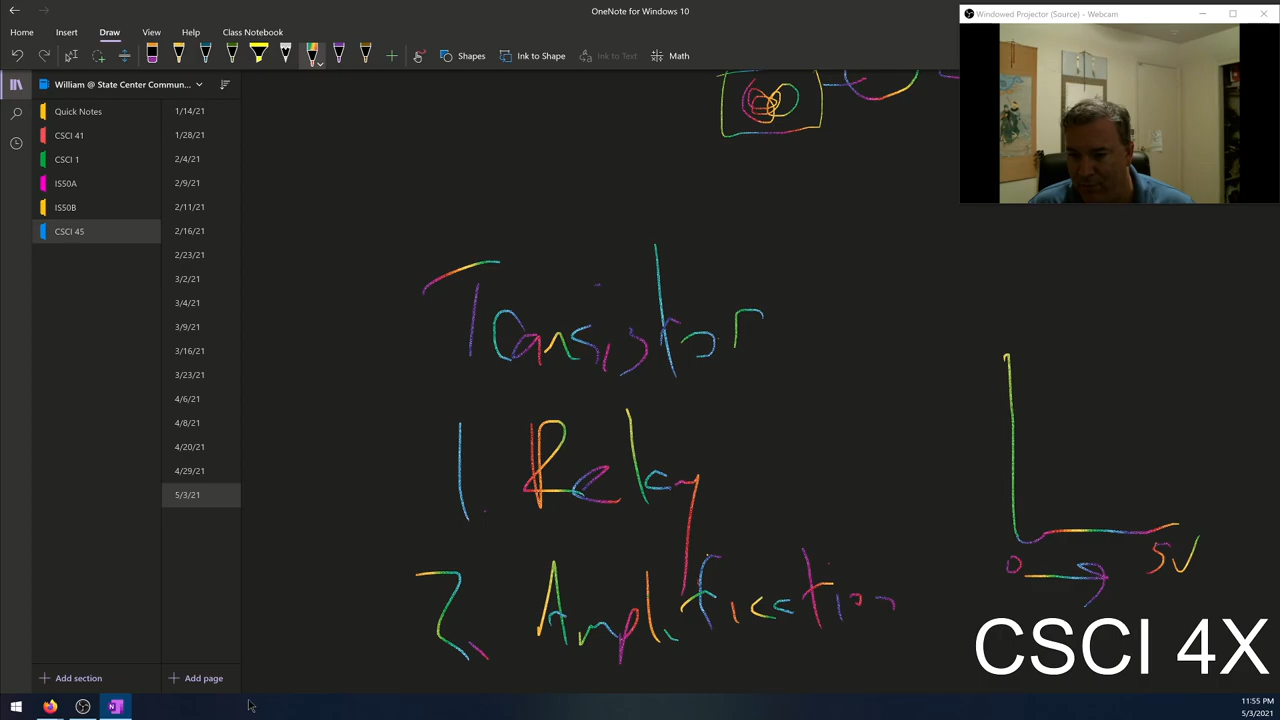 OneNote for Windows 10
Windowed Projector (Source) - Webcam
Home Insert Draw View Help Class Notebook
Shapes Ink to Shape Ink to Text Math
William @ State Center Commun...
Quick Notes
CSCI 41
CSCI 1
IS50A
IS50B
CSCI 45
1/14/21
1/28/21
2/4/21
2/9/21
2/11/21
2/16/21
2/23/21
3/2/21
3/4/21
3/9/21
3/16/21
3/23/21
4/6/21
4/8/21
4/20/21
4/29/21
5/3/21
Transistor
1 Relay
2. Amplification
0 5V
CSCI 4X
Add section Add page
11:55 PM
5/3/2021